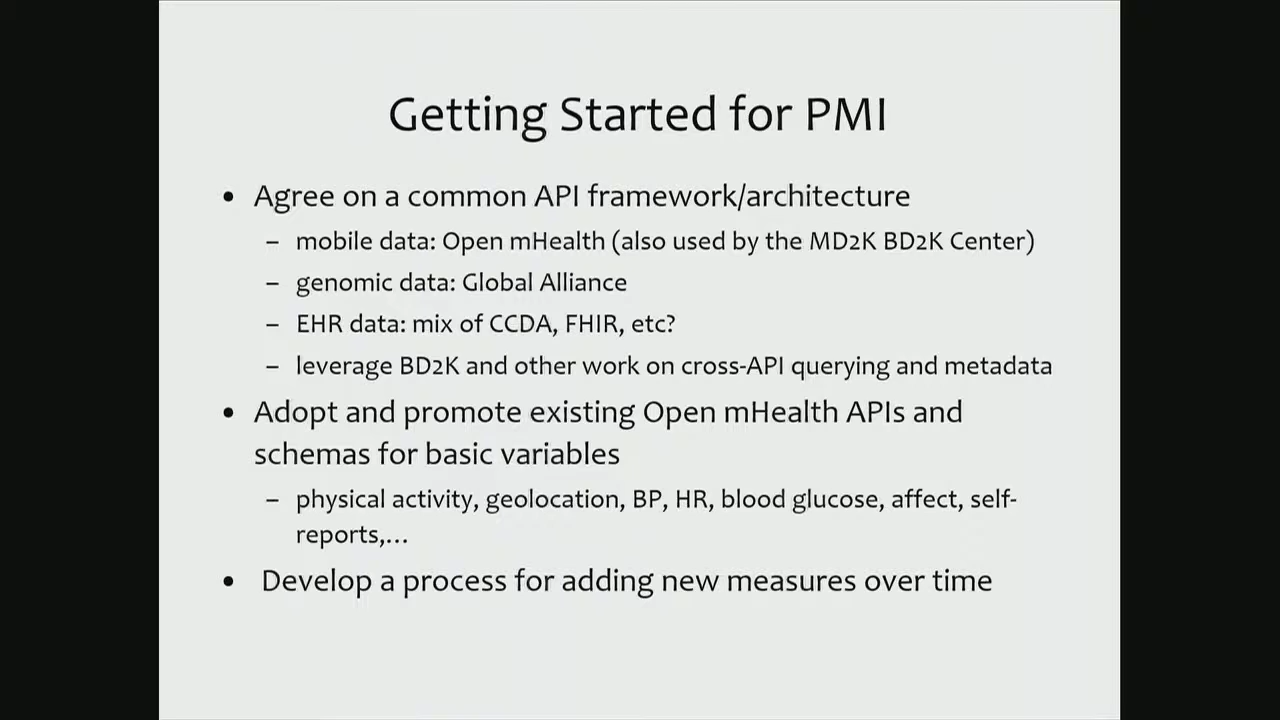 Getting Started for PMI
• Agree on a common API framework/architecture
– mobile data: Open mHealth (also used by the MD2K BD2K Center)
– genomic data: Global Alliance
– EHR data: mix of CCDA, FHIR, etc?
– leverage BD2K and other work on cross-API querying and metadata
• Adopt and promote existing Open mHealth APIs and
schemas for basic variables
– physical activity, geolocation, BP, HR, blood glucose, affect, self-
reports,…
• Develop a process for adding new measures over time